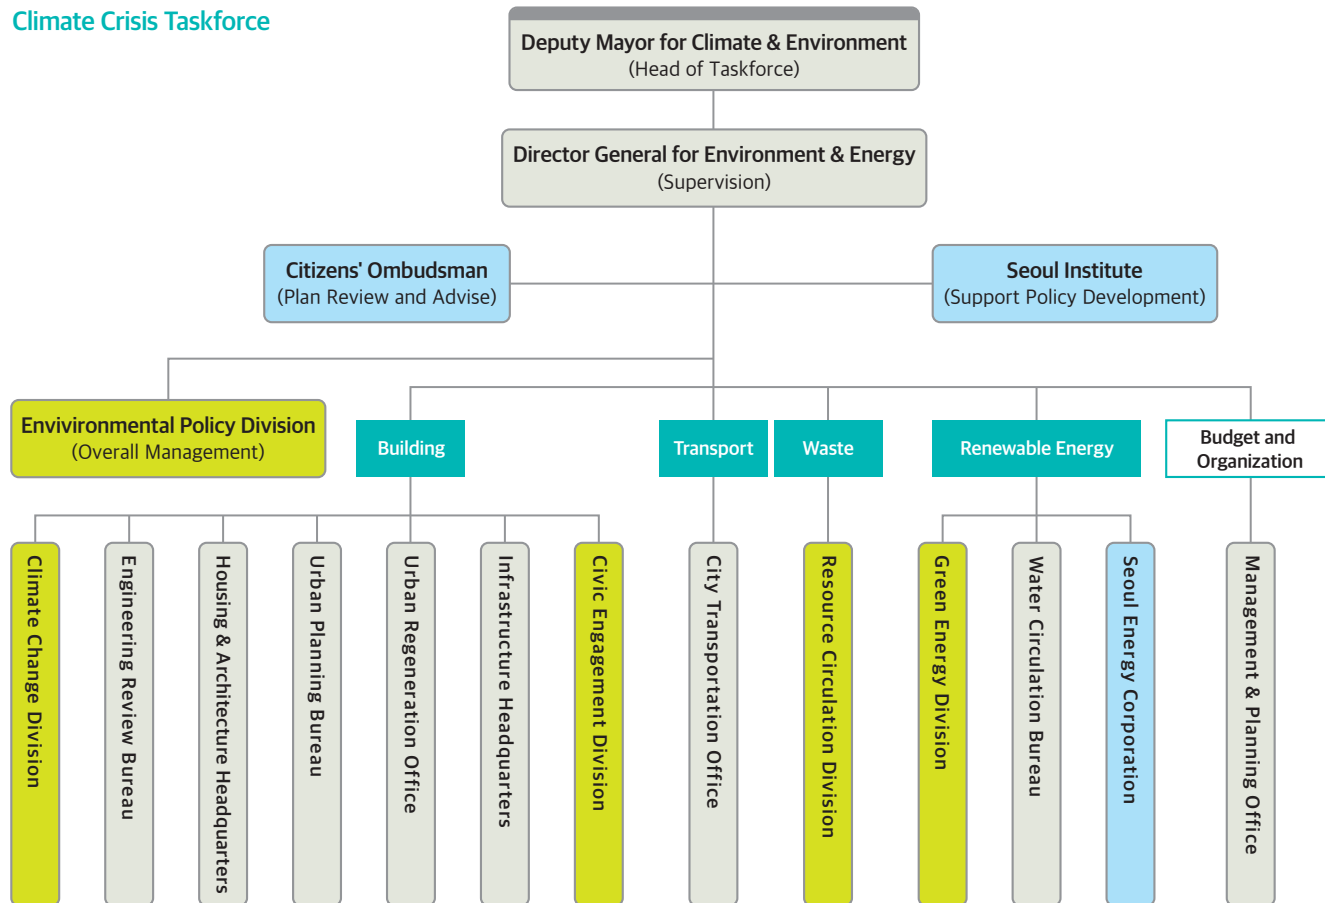 Climate Crisis Taskforce
Deputy Mayor for Climate & Environment
(Head of Taskforce)
Director General for Environment & Energy
(Supervision)
Citizens' Ombudsman
(Plan Review and Advise)
Seoul Institute
(Support Policy Development)
Envivironmental Policy Division
(Overall Management)
Building
Transport
Waste
Renewable Energy
Budget and
Organization
Climate Change Division
Engineering Review Bureau
Housing & Architecture Headquarters
Urban Planning Bureau
Urban Regeneration Office
Infrastructure Headquarters
Civic Engagement Division
City Transportation Office
Resource Circulation Division
Green Energy Division
Water Circulation Bureau
Seoul Energy Corporation
Management & Planning Office